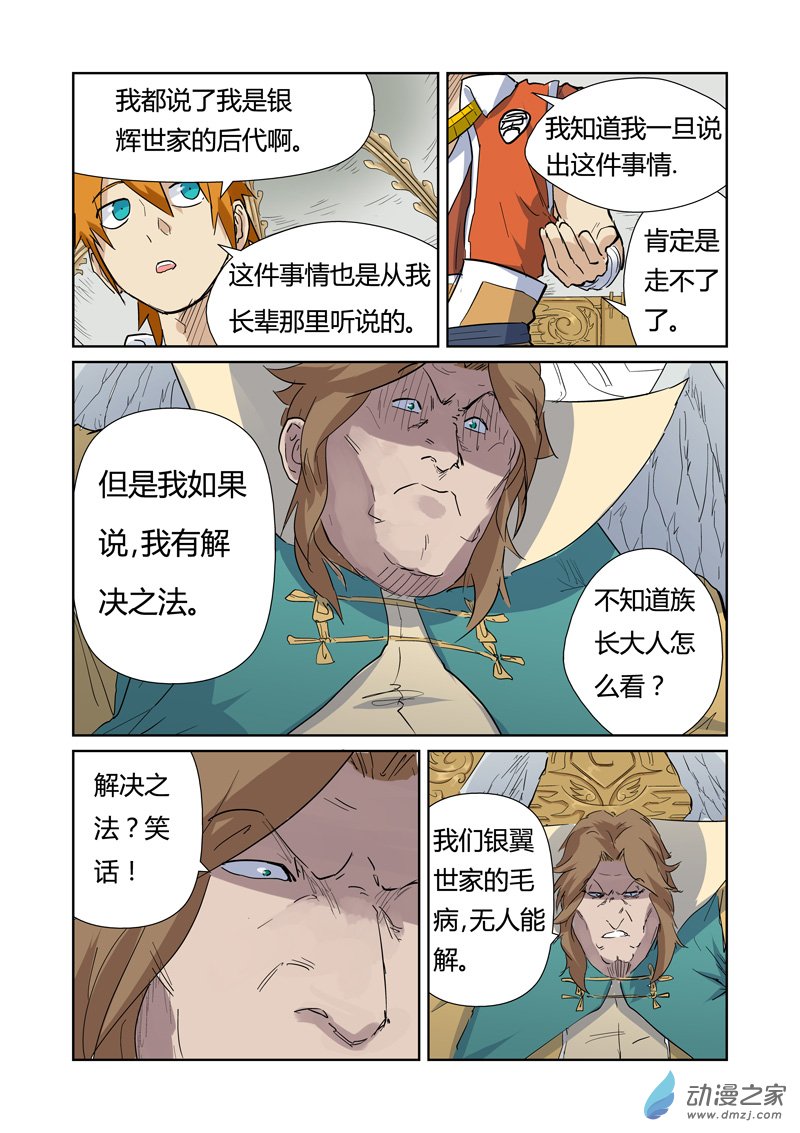 我都说了我是银
辉世家的后代啊。
这件事情也是从我
长辈那里听说的。
我知道我一旦说
出这件事情.
肯定是
走不了
了。
但是我如果
说，我有解
决之法。
不知道族
长大人怎
么看？
解决之
法？笑
话！
我们银翼
世家的毛
病，无人能
解。
动漫之家
www.dmzj.com